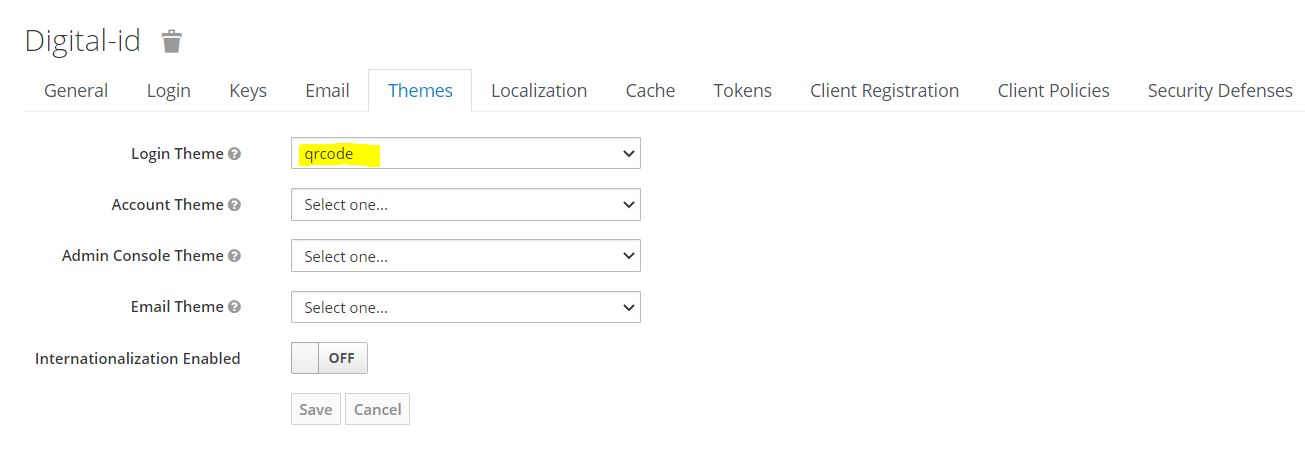 Digital-id
General Login Keys Email Themes Localization Cache Tokens Client Registration Client Policies Security Defenses
Login Theme ? qrcode
Account Theme ? Select one...
Admin Console Theme ? Select one...
Email Theme ? Select one...
Internationalization Enabled OFF
Save Cancel